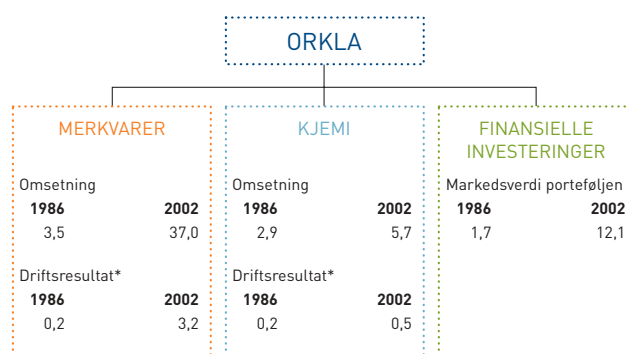 ORKLA
MERKVARER
Omsetning
1986 2002
3,5 37,0
Driftsresultat*
1986 2002
0,2 3,2
KJEMI
Omsetning
1986 2002
2,9 5,7
Driftsresultat*
1986 2002
0,2 0,5
FINANSIELLE
INVESTERINGER
Markedsverdi porteføljen
1986 2002
1,7 12,1